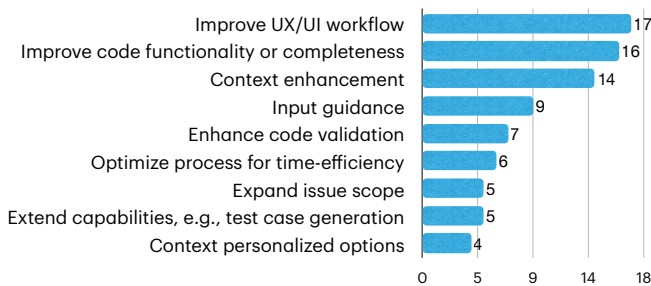 Improve UX/UI workflow 17
Improve code functionality or completeness 16
Context enhancement 14
Input guidance 9
Enhance code validation 7
Optimize process for time-efficiency 6
Expand issue scope 5
Extend capabilities, e.g., test case generation 5
Context personalized options 4
0 5 9 14 18